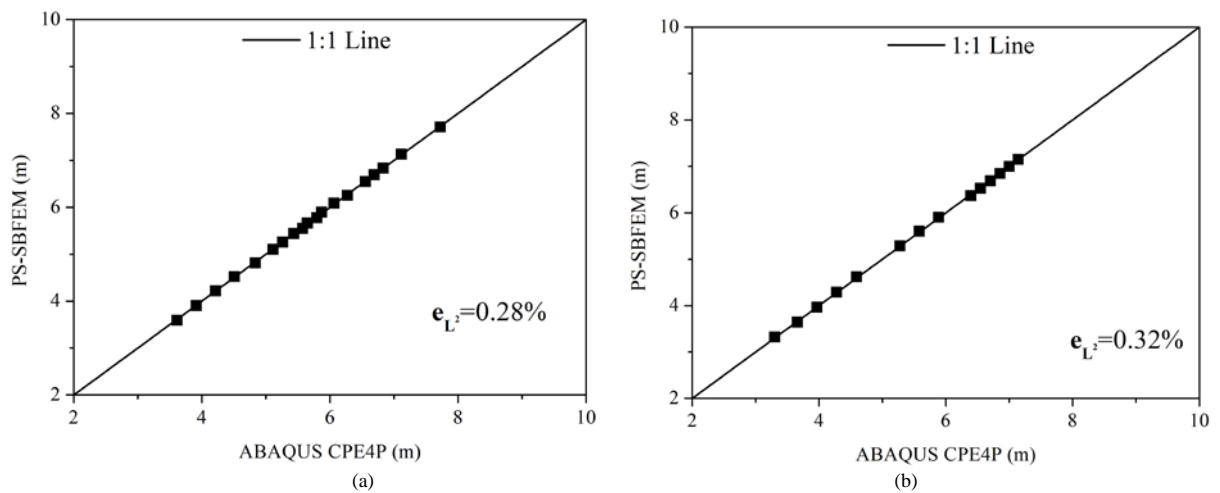 10
8
6
4
2
PS-SBFEM (m)
1:1 Line
e_L²=0.28%
2 4 6 8 10
ABAQUS CPE4P (m)
(a)
10
8
6
4
2
PS-SBFEM (m)
1:1 Line
e_L²=0.32%
2 4 6 8 10
ABAQUS CPE4P (m)
(b)